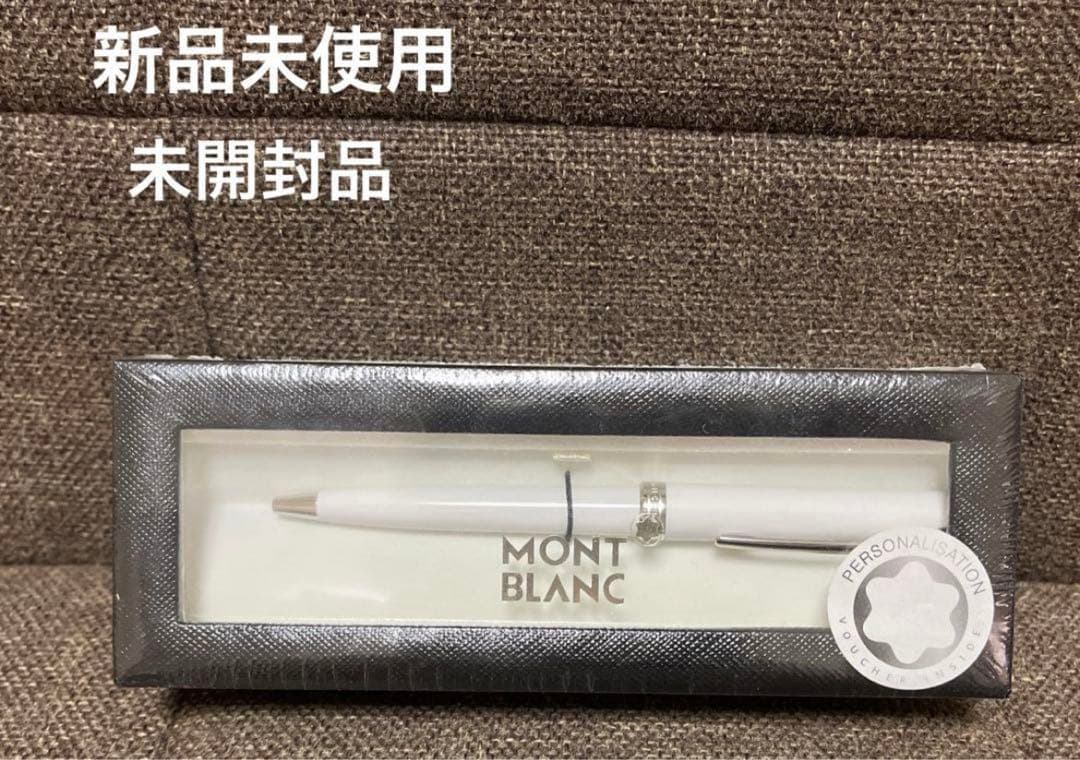 新品未使用
未開封品
MONT
BLANC
PERSONALISATION
VOUCHER INSIDE